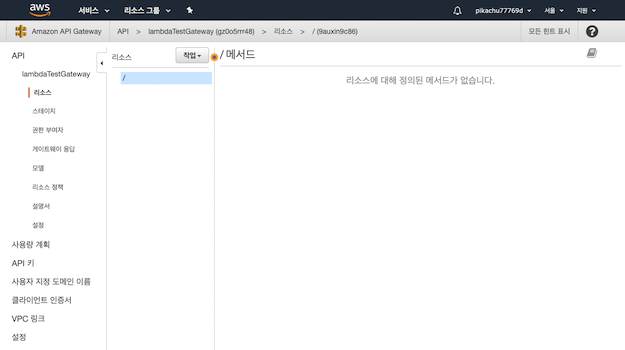 aws 서비스 리소스 그룹 pikachu77769d 서울 지원
Amazon API Gateway API > lambdaTestGateway (gz0o5rrr48) > 리소스 > / (9auxin9c86) 모든 힌트 표시 ?
API
lambdaTestGateway
리소스
스테이지
권한 부여자
게이트웨이 응답
모델
리소스 정책
설명서
설정
사용량 계획
API 키
사용자 지정 도메인 이름
클라이언트 인증서
VPC 링크
설정
리소스 작업
/
/ 메서드
리소스에 대해 정의된 메서드가 없습니다.